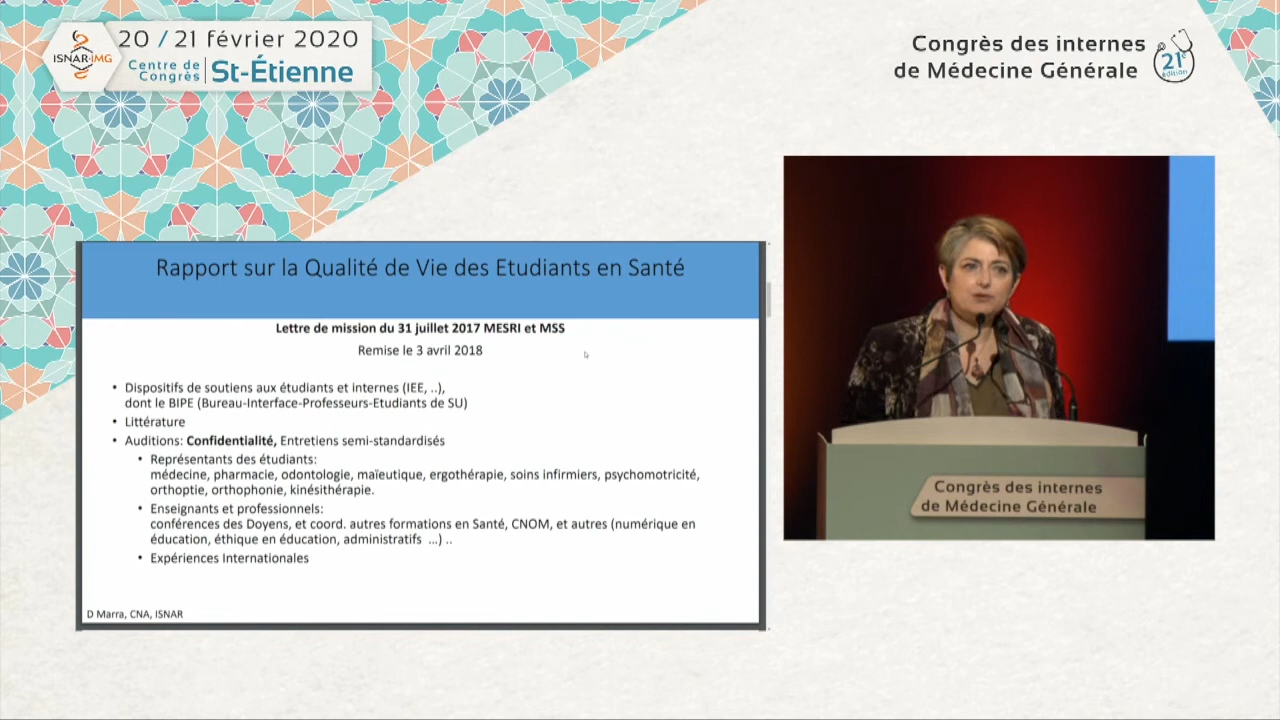 ISNAR-IMG
20 / 21 février 2020
Centre de
Congrès
St-Étienne
Congrès des internes
de Médecine Générale
21e
édition
Rapport sur la Qualité de Vie des Etudiants en Santé
Lettre de mission du 31 juillet 2017 MESRI et MSS
Remise le 3 avril 2018
• Dispositifs de soutiens aux étudiants et internes (IEE, ..),
dont le BIPE (Bureau-Interface-Professeurs-Etudiants de SU)
• Littérature
• Auditions: Confidentialité, Entretiens semi-standardisés
• Représentants des étudiants:
médecine, pharmacie, odontologie, maïeutique, ergothérapie, soins infirmiers, psychomotricité,
orthoptie, orthophonie, kinésithérapie.
• Enseignants et professionnels:
conférences des Doyens, et coord. autres formations en Santé, CNOM, et autres (numérique en
éducation, éthique en éducation, administratifs ...) ..
• Expériences Internationales
D Marra, CNA, ISNAR
Congrès des internes
de Médecine Générale